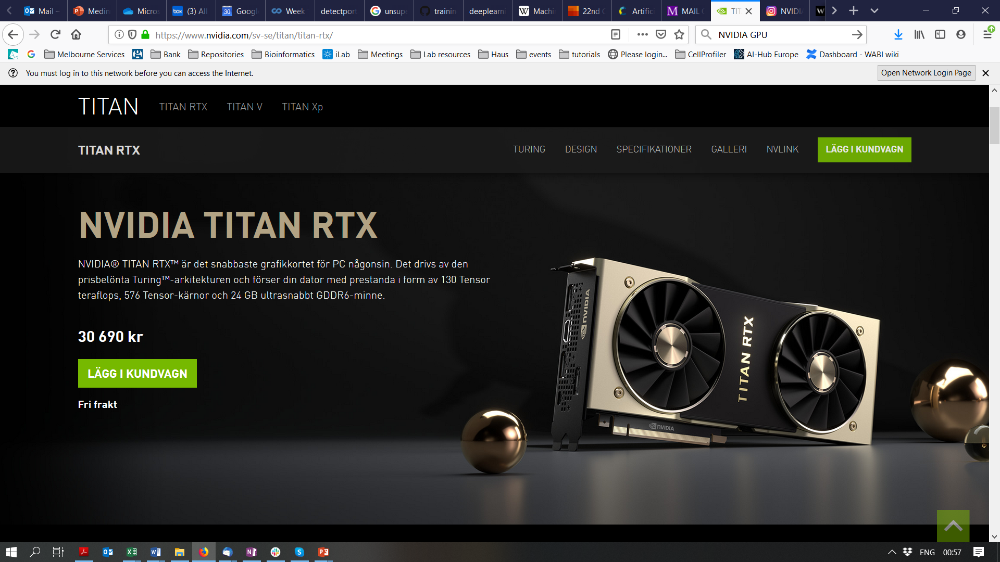 Mail
Medin
Micros
(3) All
Googl
Week
detectport
unsup
trainin
deeplearni
Machi
22nd
Artific
MAIL
TIT
NVIDI
https://www.nvidia.com/sv-se/titan/titan-rtx/
NVIDIA GPU
Melbourne Services
Bank
Repositories
Bioinformatics
iLab
Meetings
Lab resources
Haus
events
tutorials
Please login...
CellProfiler
AI-Hub Europe
Dashboard - WABI wiki
You must log in to this network before you can access the Internet.
Open Network Login Page
TITAN TITAN RTX TITAN V TITAN Xp
TITAN RTX TURING DESIGN SPECIFIKATIONER GALLERI NVLINK LÄGG I KUNDVAGN
NVIDIA TITAN RTX
NVIDIA® TITAN RTX™ är det snabbaste grafikkortet för PC någonsin. Det drivs av den
prisbelönta Turing™-arkitekturen och förser din dator med prestanda i form av 130 Tensor
teraflops, 576 Tensor-kärnor och 24 GB ultrasnabbt GDDR6-minne.
30 690 kr
LÄGG I KUNDVAGN
Fri frakt
NVIDIA
TITAN RTX
NVIDIA
ENG 00:57